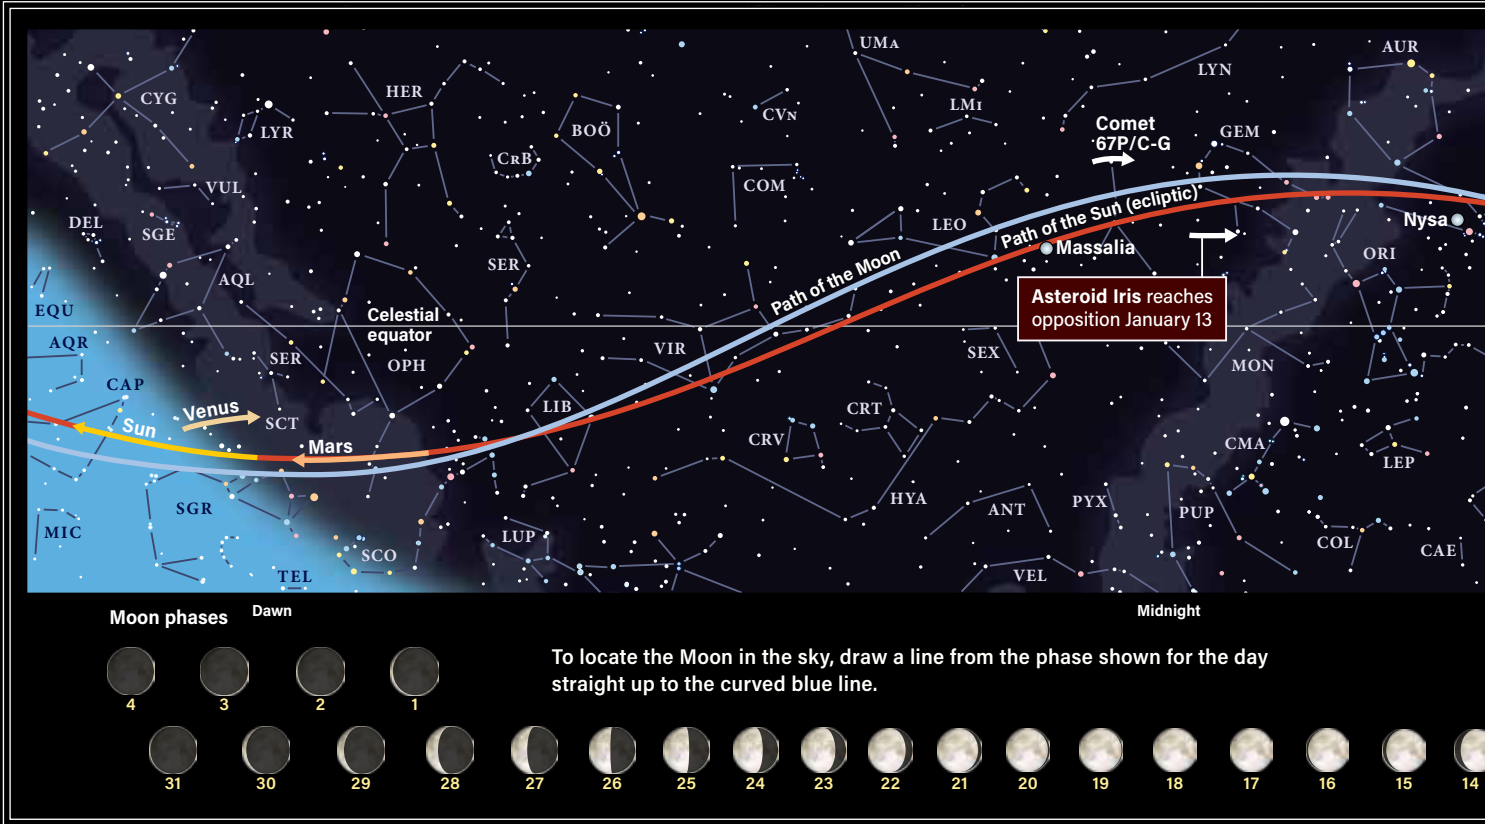 UMA
AUR
LYN
HER
CYG
LMI
CVN
LYR
BOÖ
Comet
67P/C-G
GEM
CRB
COM
VUL
DEL
SGE
LEO
Path of the Sun (ecliptic)
Nysa
Massalia
ORI
SER
AQL
Path of the Moon
EQU
Asteroid Iris reaches
opposition January 13
Celestial
equator
AQR
VIR
SER
SEX
OPH
MON
CAP
LIB
Venus
SCT
CRT
Sun
Mars
CRV
CMA
LEP
SGR
HYA
ANT
PYX
PUP
MIC
LUP
COL
CAE
SCO
TEL
VEL
Moon phases
Dawn
Midnight
To locate the Moon in the sky, draw a line from the phase shown for the day
straight up to the curved blue line.
4 3 2 1
31 30 29 28 27 26 25 24 23 22 21 20 19 18 17 16 15 14